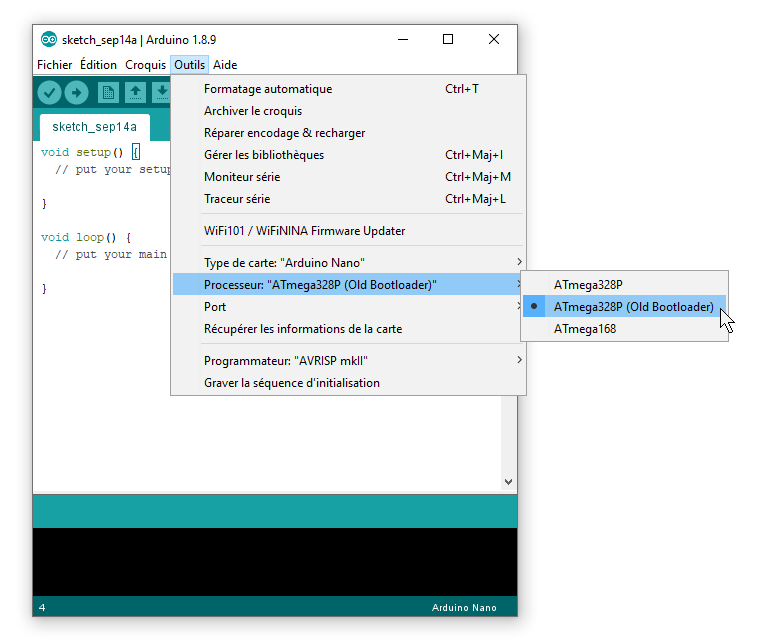 sketch_sep14a | Arduino 1.8.9
Fichier Édition Croquis Outils Aide
sketch_sep14a
void setup() {
// put your setup
}
void loop() {
// put your main
}
Formatage automatique Ctrl+T
Archiver le croquis
Réparer encodage & recharger
Gérer les bibliothèques Ctrl+Maj+I
Moniteur série Ctrl+Maj+M
Traceur série Ctrl+Maj+L
WiFi101 / WiFiNINA Firmware Updater
Type de carte: "Arduino Nano"
Processeur: "ATmega328P (Old Bootloader)"
Port
Récupérer les informations de la carte
Programmateur: "AVRISP mkII"
Graver la séquence d'initialisation
ATmega328P
ATmega328P (Old Bootloader)
ATmega168
4 Arduino Nano